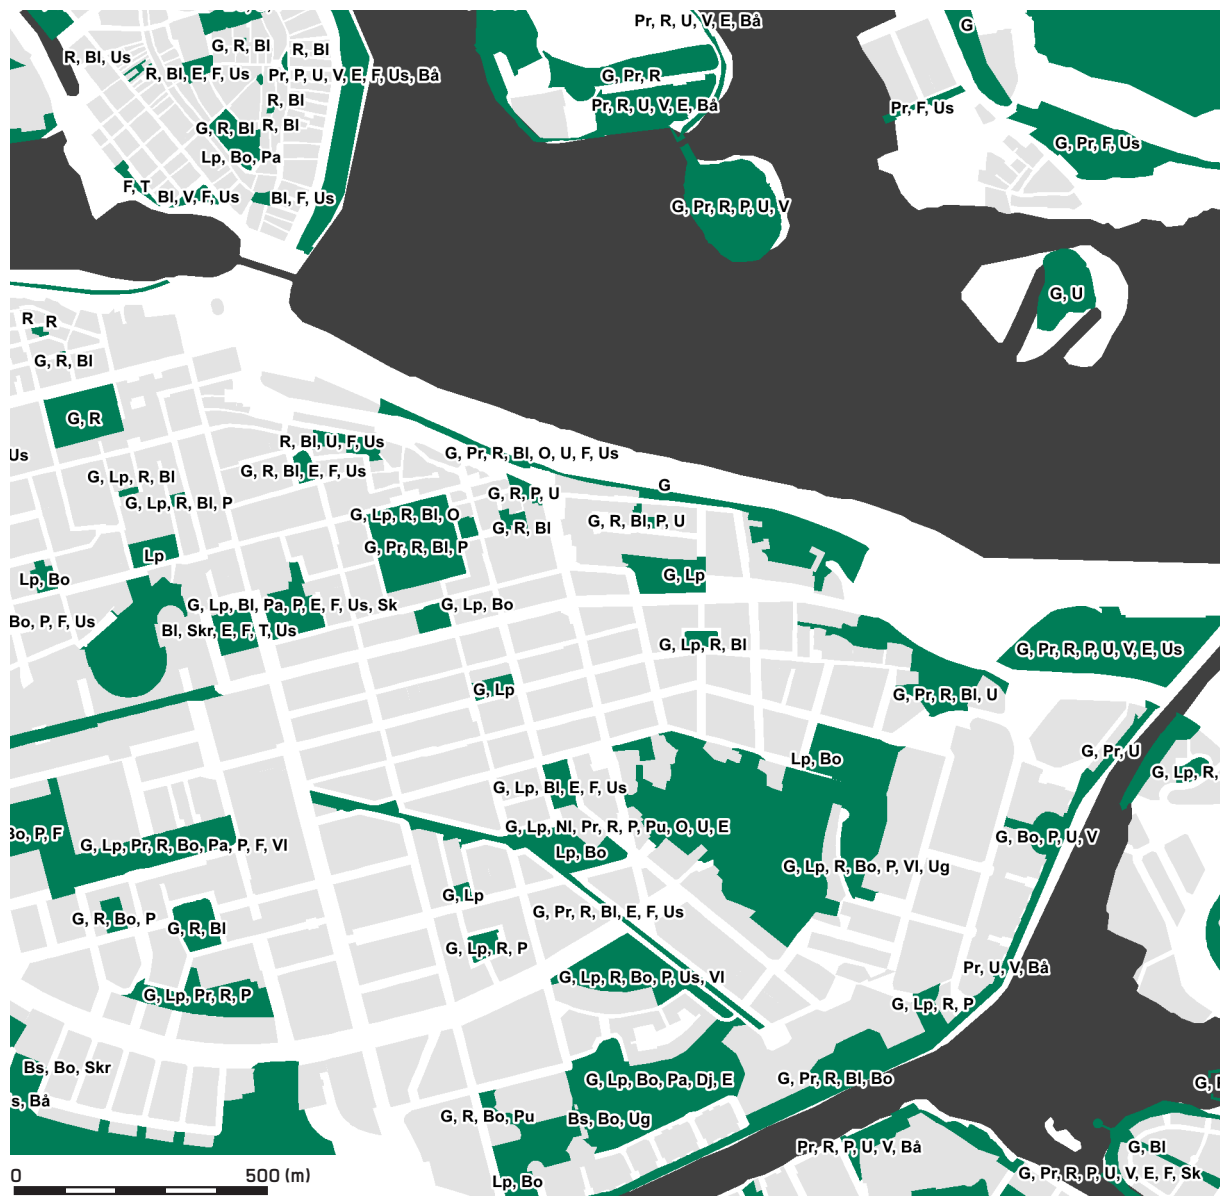 Pr, R, U, V, E, Bå
G
G, R, Bl
R, Bl
R, Bl, Us
R, Bl, E, F, Us
Pr, P, U, V, E, F, Us, Bå
G, Pr, R
R, Bl
Pr, R, U, V, E, Bå
Pr, F, Us
G, R, Bl
R, Bl
G, Pr, F, Us
Lp, Bo, Pa
F, T
Bl, V, F, Us
Bl, F, Us
G, Pr, R, P, U, V
G, U
R
R
G, R, Bl
G, R
R, Bl, U, F, Us
Us
G, Pr, R, Bl, O, U, F, Us
G, R, Bl, E, F, Us
G, Lp, R, Bl
G
G, R, P, U
G, Lp, R, Bl, P
G, Lp, R, Bl, O
G, R, Bl, P, U
G, R, Bl
G, Pr, R, Bl, P
Lp
G, Lp
Lp, Bo
G, Lp, Bl, Pa, P, E, F, Us, Sk
G, Lp, Bo
Bo, P, F, Us
Bl, Skr, E, F, T, Us
G, Lp, R, Bl
G, Pr, R, P, U, V, E, Us
G, Lp
G, Pr, R, Bl, U
G, Pr, U
Lp, Bo
G, Lp, R,
G, Lp, Bl, E, F, Us
G, Lp, Nl, Pr, R, P, Pu, O, U, E
Bo, P, F
G, Bo, P, U, V
G, Lp, Pr, R, Bo, Pa, P, F, Vl
Lp, Bo
G, Lp, R, Bo, P, Vl, Ug
G, Lp
G, Pr, R, Bl, E, F, Us
G, R, Bo, P
G, R, Bl
G, Lp, R, P
Pr, U, V, Bå
G, Lp, R, Bo, P, Us, Vl
G, Lp, Pr, R, P
G, Lp, R, P
Bs, Bo, Skr
G, Lp, Bo, Pa, Dj, E
G, Pr, R, Bl, Bo
G,
s, Bå
G, R, Bo, Pu
Bs, Bo, Ug
Pr, R, P, U, V, Bå
G, Bl
G, Pr, R, P, U, V, E, F, Sk
Lp, Bo
0 500 (m)